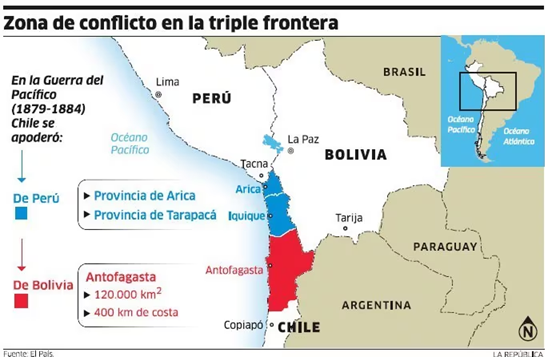 Zona de conflicto en la triple frontera
En la Guerra del
Pacífico
(1879-1884)
Chile se
apoderó:
De Perú
▶ Provincia de Arica
▶ Provincia de Tarapacá
De Bolivia
Antofagasta
▶ 120.000 km²
▶ 400 km de costa
Lima
PERÚ
BRASIL
Océano
Pacífico
La Paz
BOLIVIA
Tacna
Arica
Iquique
Tarija
PARAGUAY
Antofagasta
ARGENTINA
Copiapó
CHILE
Océano
Pacífico
Océano
Atlántico
N
Fuente: El País.
LA REPÚBLICA